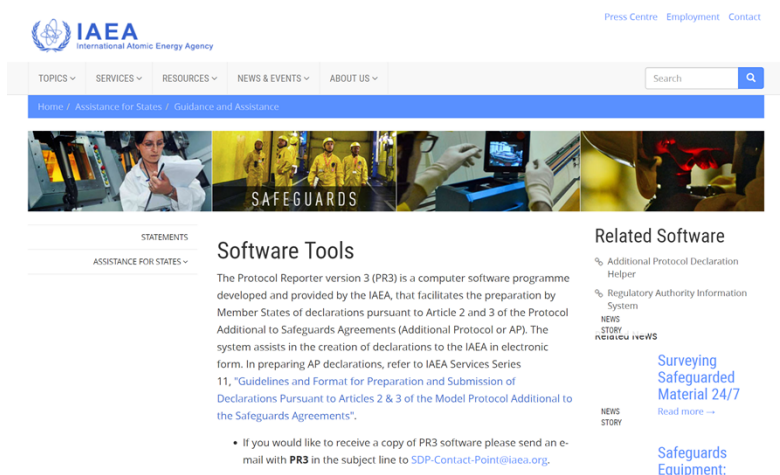 Press Centre Employment Contact
IAEA
International Atomic Energy Agency
TOPICS SERVICES RESOURCES NEWS & EVENTS ABOUT US
Search
Home / Assistance for States / Guidance and Assistance
SAFEGUARDS
STATEMENTS
ASSISTANCE FOR STATES
Software Tools
The Protocol Reporter version 3 (PR3) is a computer software programme
developed and provided by the IAEA, that facilitates the preparation by
Member States of declarations pursuant to Article 2 and 3 of the Protocol
Additional to Safeguards Agreements (Additional Protocol or AP). The
system assists in the creation of declarations to the IAEA in electronic
form. In preparing AP declarations, refer to IAEA Services Series
11, "Guidelines and Format for Preparation and Submission of
Declarations Pursuant to Articles 2 & 3 of the Model Protocol Additional to
the Safeguards Agreements".
• If you would like to receive a copy of PR3 software please send an e-
mail with PR3 in the subject line to SDP-Contact-Point@iaea.org.
Related Software
Additional Protocol Declaration
Helper
Regulatory Authority Information
System
NEWS
STORY
Related News
Surveying
Safeguarded
Material 24/7
Read more →
NEWS
STORY
Safeguards
Equipment: